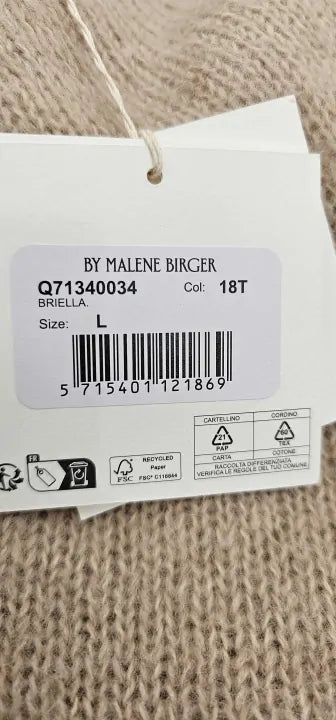 BY MALENE BIRGER
Q71340034 Col: 18T
BRIELLA.
Size: L
5 715401 121869
FR
FSC
RECYCLED
Paper
FSC® C116844
CARTELLINO CORDINO
21 60
PAP TEX
CARTA COTONE
RACCOLTA DIFFERENZIATA
VERIFICA LE REGOLE DEL TUO COMUNE